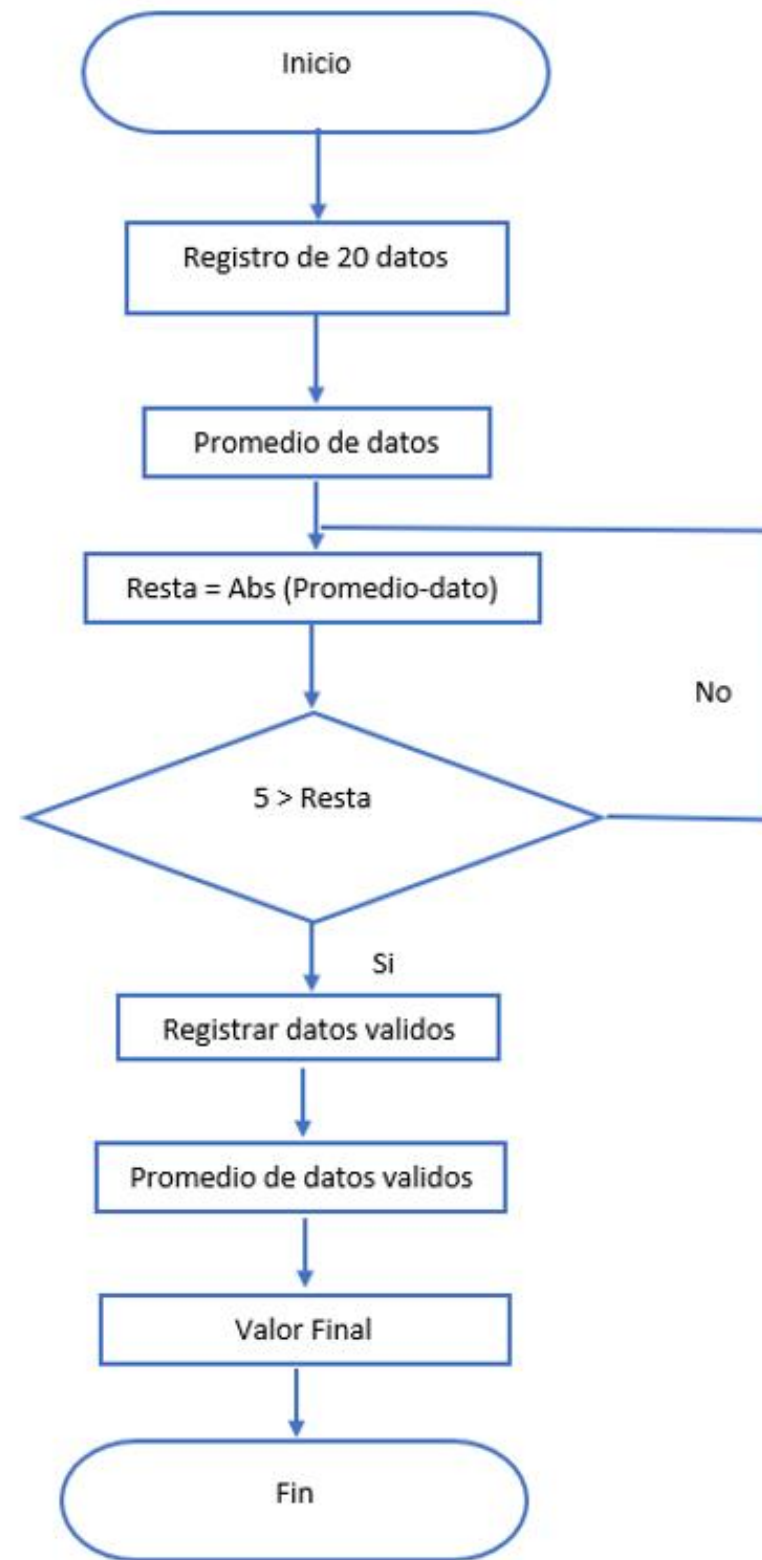 Inicio
Registro de 20 datos
Promedio de datos
Resta = Abs (Promedio-dato)
No
5 > Resta
Si
Registrar datos validos
Promedio de datos validos
Valor Final
Fin